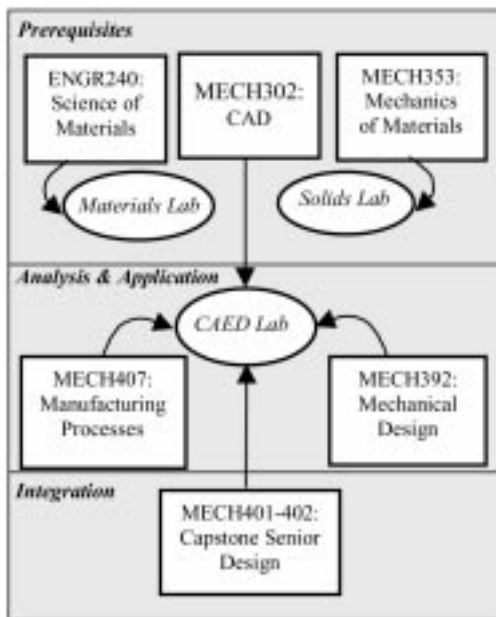 Prerequisites
ENGR240:
Science of
Materials
MECH302:
CAD
MECH353:
Mechanics
of Materials
Materials Lab
Solids Lab
Analysis & Application
CAED Lab
MECH407:
Manufacturing
Processes
MECH392:
Mechanical
Design
Integration
MECH401-402:
Capstone Senior
Design